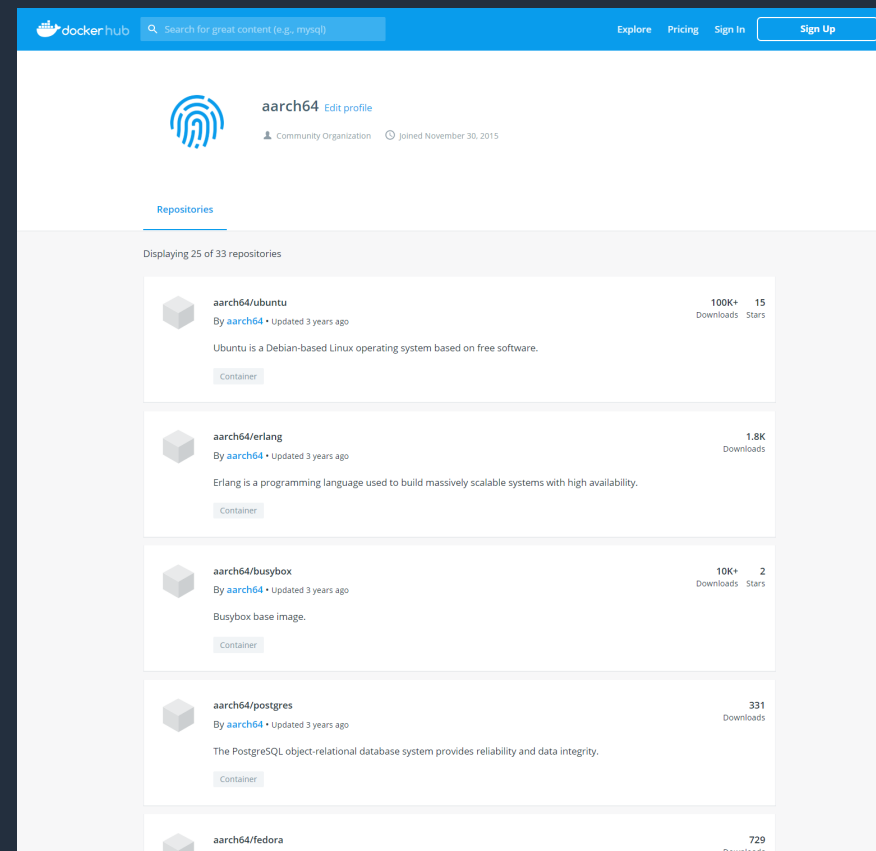 dockerhub
Search for great content (e.g., mysql)
Explore Pricing Sign In Sign Up
aarch64 Edit profile
Community Organization Joined November 30, 2015
Repositories
Displaying 25 of 33 repositories
aarch64/ubuntu 100K+ 15
By aarch64 • Updated 3 years ago Downloads Stars
Ubuntu is a Debian-based Linux operating system based on free software.
Container
aarch64/erlang 1.8K
By aarch64 • Updated 3 years ago Downloads
Erlang is a programming language used to build massively scalable systems with high availability.
Container
aarch64/busybox 10K+ 2
By aarch64 • Updated 3 years ago Downloads Stars
Busybox base image.
Container
aarch64/postgres 331
By aarch64 • Updated 3 years ago Downloads
The PostgreSQL object-relational database system provides reliability and data integrity.
Container
aarch64/fedora 729
Downloads